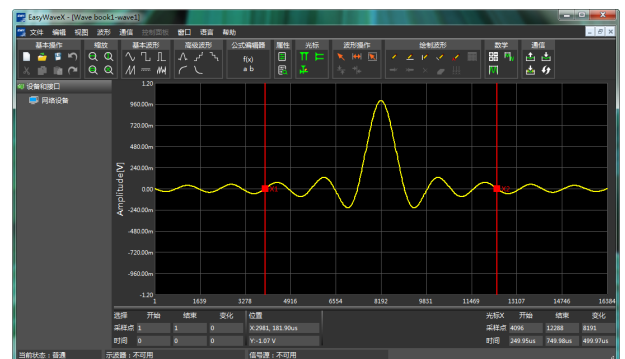 EasyWaveX - [Wave book1-wave1]
文件 编辑 视图 波形 通信 控制面板 窗口 语言 帮助
基本操作 缩放 基本波形 高级波形 公式编辑器 属性 光标 波形操作 绘制波形 数学 通信
f(x)
a b
设备和接口
网络设备
Amplitude[V]
1.20
960.00m
720.00m
480.00m
240.00m
0.00
-240.00m
-480.00m
-720.00m
-960.00m
-1.20
X1
X2
1 1639 3278 4916 6554 8192 9831 11469 13107 14746 16384
选择 开始 结束 变化 位置 光标X 开始 结束 变化
采样点 1 1 0 X:2981, 181.90us 采样点 4096 12288 8191
时间 0 0 0 Y:-1.07 V 时间 249.95us 749.98us 499.97us
当前状态：普通 示波器：不可用 信号源：不可用